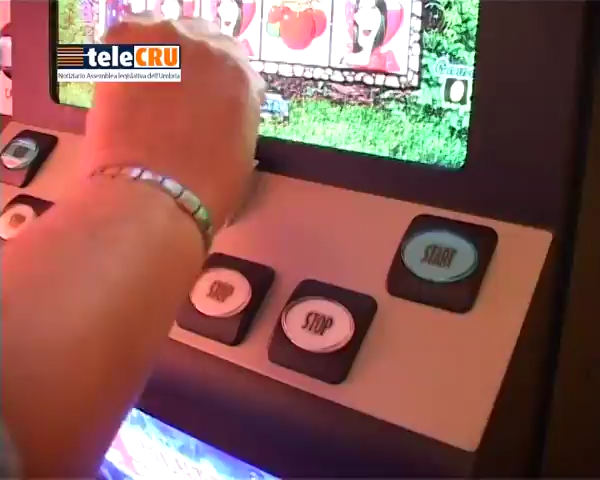 teleCRU
Notiziario Assemblea legislativa dell'Umbria
START
STOP
STOP